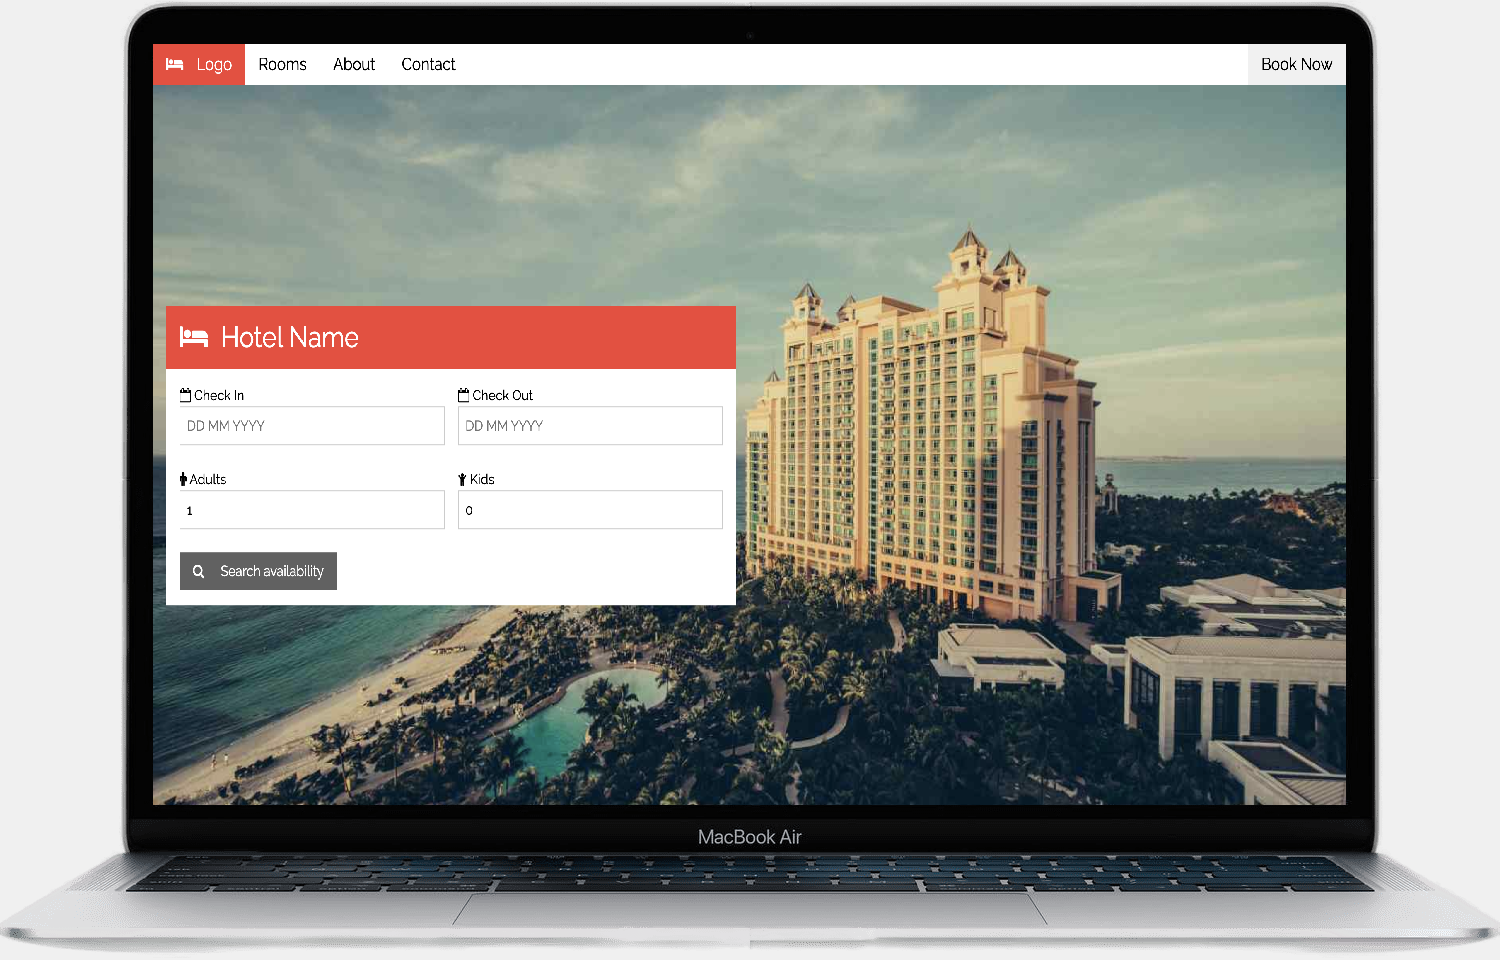 Logo Rooms About Contact Book Now
Hotel Name
Check In Check Out
DD MM YYYY DD MM YYYY
Adults Kids
1 0
Search availability
MacBook Air